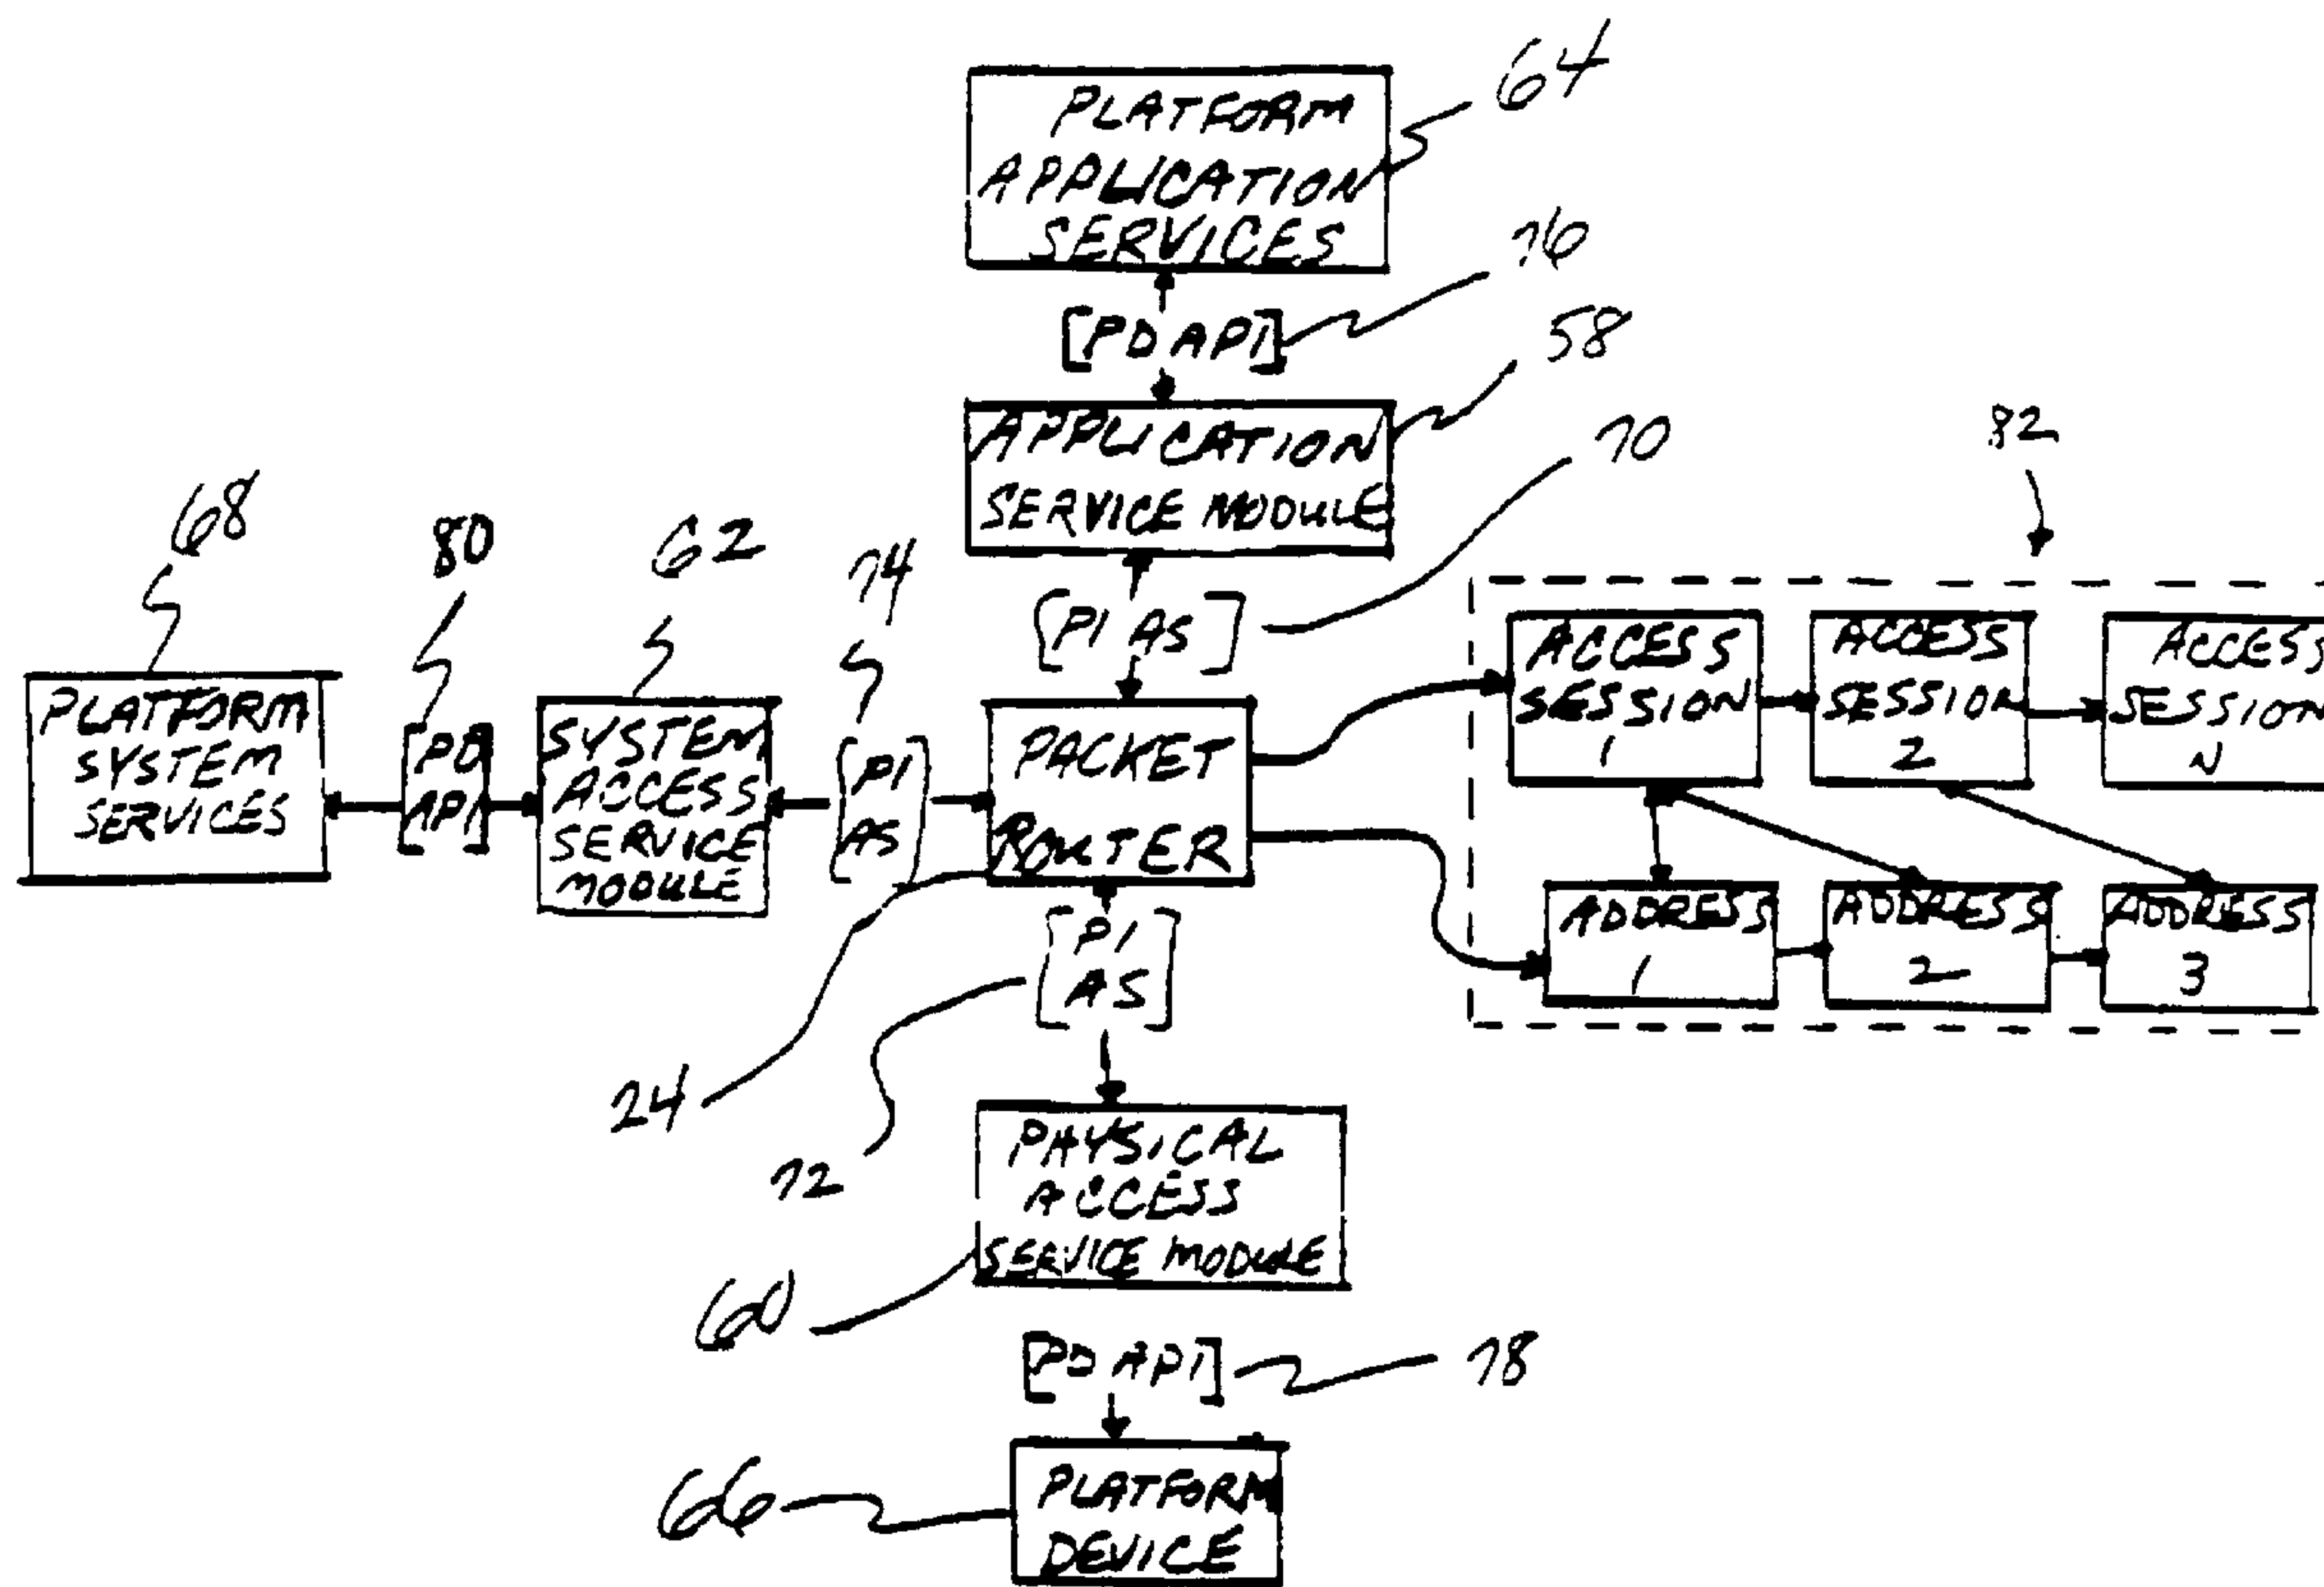 64
PLATFORM
APPLICATION
SERVICES
76
[PD API]
58
APPLICATION
SERVICE MODULE
70
[PI AS]
82
68
80
62
74
PLATFORM
SYSTEM
SERVICES
[PD
API]
SYSTEM
ACCESS
SERVICE
MODULE
[PI
AS]
PACKET
ROUTER
ACCESS
SESSION
1
ACCESS
SESSION
2
ACCESS
SESSION
N
ADDRESS
1
ADDRESS
2
ADDRESS
3
[PI
AS]
24
72
PHYSICAL
ACCESS
SERVICE MODULE
60
[PD API]
78
66
PLATFORM
DEVICE